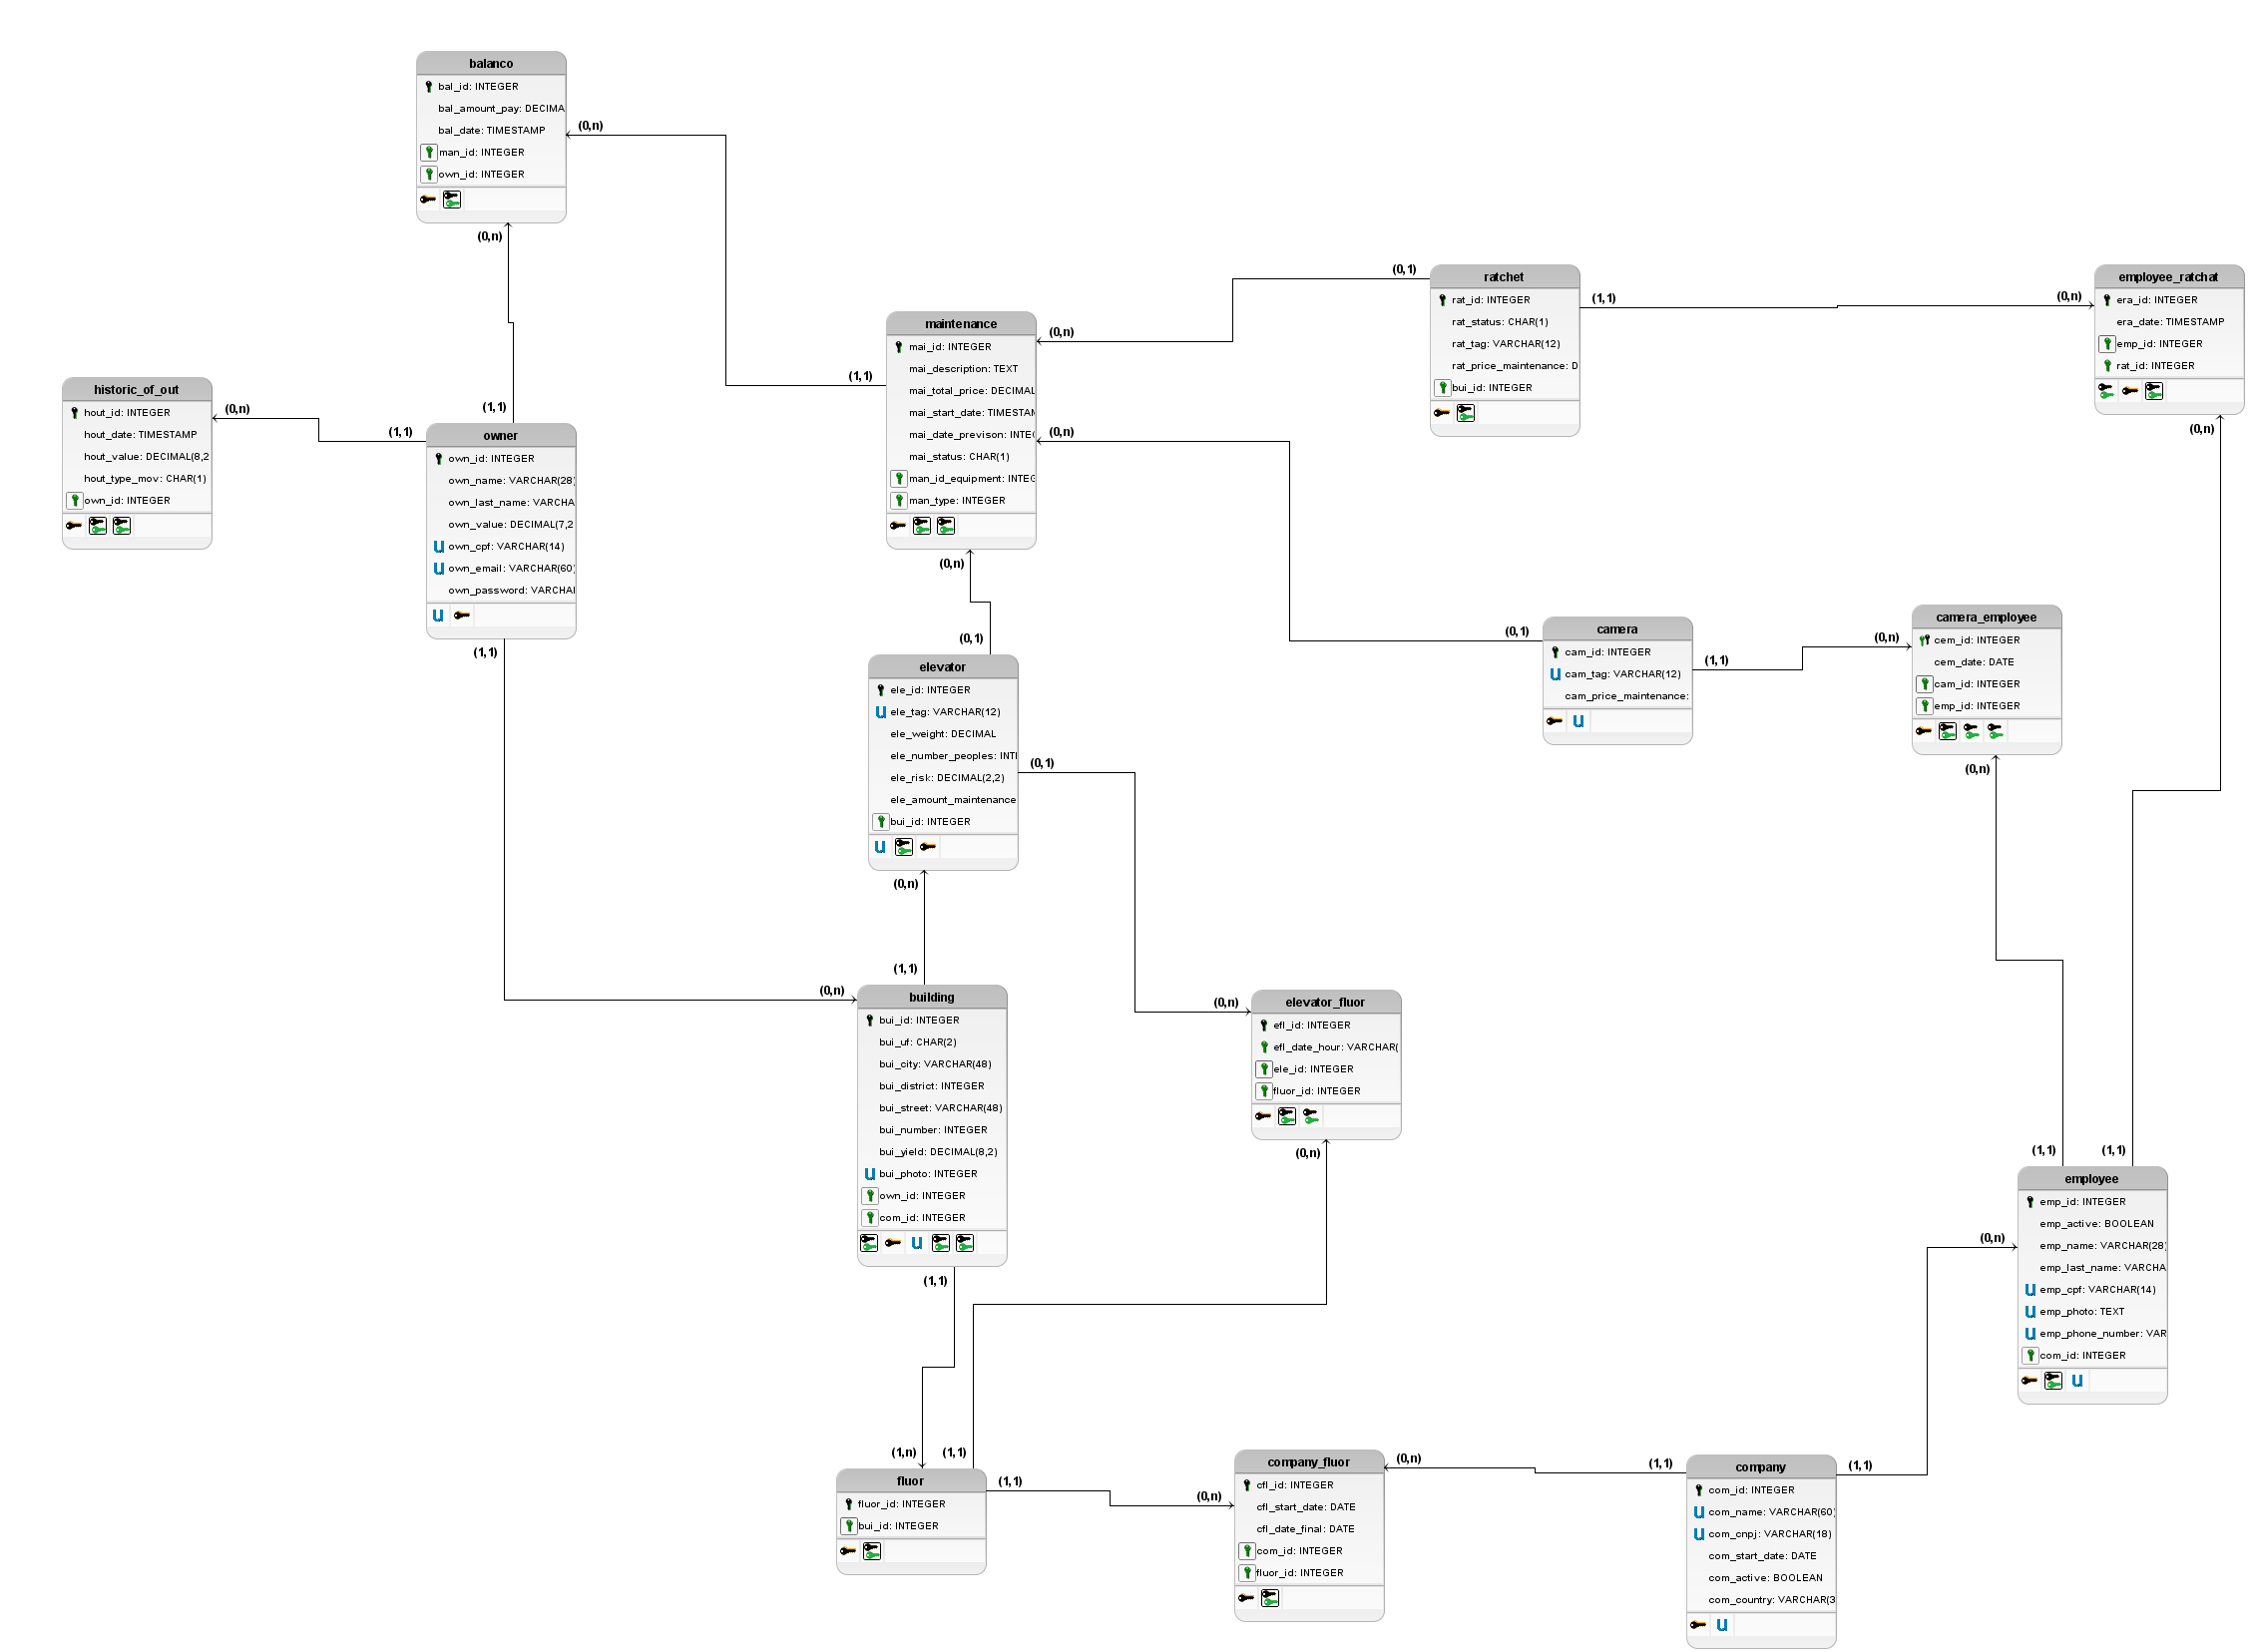 balanco
bal_id: INTEGER
bal_amount_pay: DECIMA
bal_date: TIMESTAMP
man_id: INTEGER
own_id: INTEGER
(0,n)
(0,n)
historic_of_out
hout_id: INTEGER
hout_date: TIMESTAMP
hout_value: DECIMAL(8,2
hout_type_mov: CHAR(1)
own_id: INTEGER
(0,n)
(1,1)
(1,1)
owner
own_id: INTEGER
own_name: VARCHAR(28)
own_last_name: VARCHA
own_value: DECIMAL(7,2
u own_cpf: VARCHAR(14)
u own_email: VARCHAR(60)
own_password: VARCHAI
u
(1,1)
(1,1)
maintenance
mai_id: INTEGER
mai_description: TEXT
mai_total_price: DECIMAL
mai_start_date: TIMESTAM
mai_date_previson: INTEG
mai_status: CHAR(1)
man_id_equipment: INTEG
man_type: INTEGER
(0,n)
(0,n)
(0,n)
(0,1)
ratchet
rat_id: INTEGER
rat_status: CHAR(1)
rat_tag: VARCHAR(12)
rat_price_maintenance: D
bui_id: INTEGER
(1,1)
(0,n)
employee_ratchat
era_id: INTEGER
era_date: TIMESTAMP
emp_id: INTEGER
rat_id: INTEGER
(0,n)
(0,1)
camera
cam_id: INTEGER
u cam_tag: VARCHAR(12)
cam_price_maintenance:
u
(1,1)
(0,n)
camera_employee
cem_id: INTEGER
cem_date: DATE
cam_id: INTEGER
emp_id: INTEGER
(0,n)
(0,1)
elevator
ele_id: INTEGER
u ele_tag: VARCHAR(12)
ele_weight: DECIMAL
ele_number_peoples: INTI
ele_risk: DECIMAL(2,2)
ele_amount_maintenance
bui_id: INTEGER
u
(0,1)
(0,n)
(1,1)
(0,n)
building
bui_id: INTEGER
bui_uf: CHAR(2)
bui_city: VARCHAR(48)
bui_district: INTEGER
bui_street: VARCHAR(48)
bui_number: INTEGER
bui_yield: DECIMAL(8,2)
u bui_photo: INTEGER
own_id: INTEGER
com_id: INTEGER
u
(1,1)
(0,n)
elevator_fluor
efl_id: INTEGER
efl_date_hour: VARCHAR(
ele_id: INTEGER
fluor_id: INTEGER
(0,n)
(1,1)
(1,1)
employee
emp_id: INTEGER
emp_active: BOOLEAN
emp_name: VARCHAR(28)
emp_last_name: VARCHA
u emp_cpf: VARCHAR(14)
u emp_photo: TEXT
u emp_phone_number: VAR
com_id: INTEGER
u
(0,n)
(1,n)
(1,1)
fluor
fluor_id: INTEGER
bui_id: INTEGER
(1,1)
(0,n)
company_fluor
cfl_id: INTEGER
cfl_start_date: DATE
cfl_date_final: DATE
com_id: INTEGER
fluor_id: INTEGER
(0,n)
(1,1)
company
com_id: INTEGER
u com_name: VARCHAR(60)
u com_cnpj: VARCHAR(18)
com_start_date: DATE
com_active: BOOLEAN
com_country: VARCHAR(3
u
(1,1)